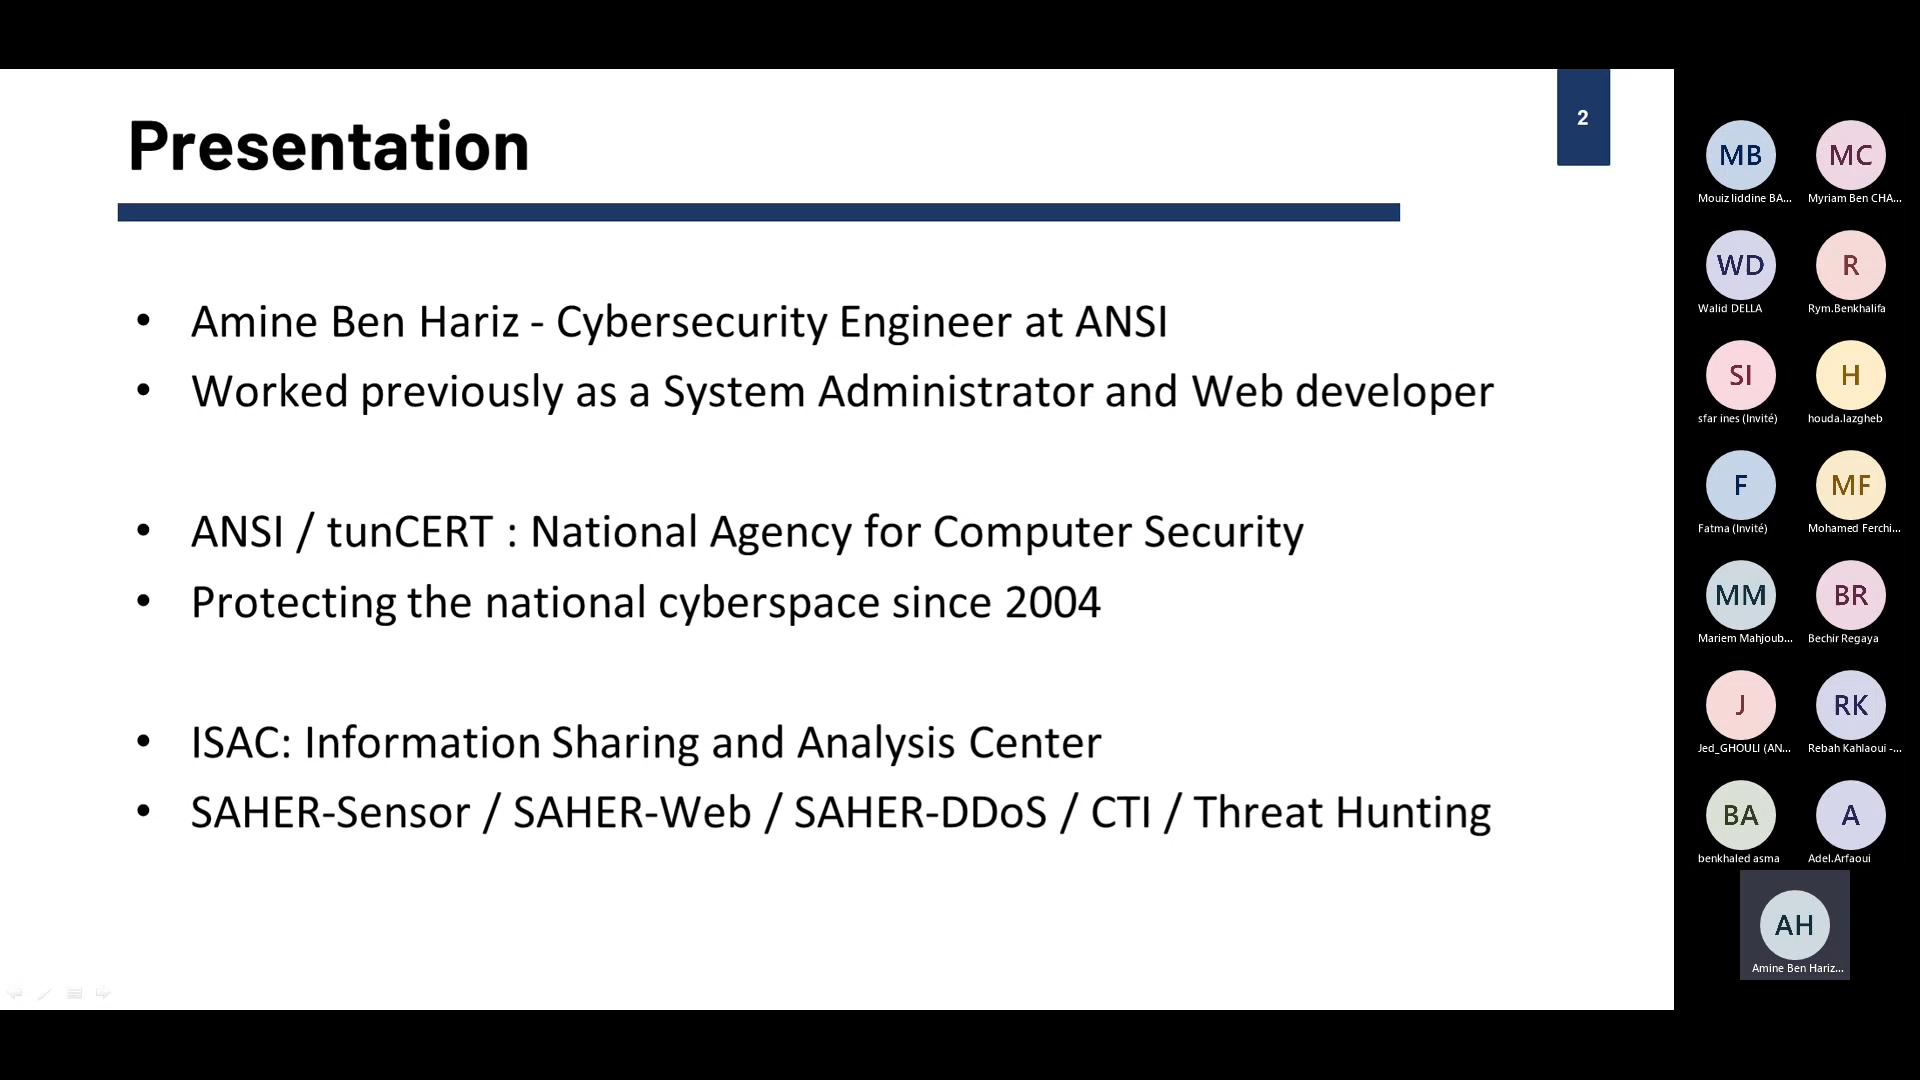 Presentation
2
• Amine Ben Hariz - Cybersecurity Engineer at ANSI
• Worked previously as a System Administrator and Web developer
• ANSI / tunCERT : National Agency for Computer Security
• Protecting the national cyberspace since 2004
• ISAC: Information Sharing and Analysis Center
• SAHER-Sensor / SAHER-Web / SAHER-DDoS / CTI / Threat Hunting
MB
MC
Mouiz liddine BA...
Myriam Ben CHA...
WD
R
Walid DELLA
Rym.Benkhalifa
SI
H
sfar ines (Invité)
houda.lazgheb
F
MF
Fatma (Invité)
Mohamed Ferchi...
MM
BR
Mariem Mahjoub...
Bechir Regaya
J
RK
Jed_GHOULI (AN...
Rebah Kahlaoui -...
BA
A
benkhaled asma
Adel.Arfaoui
AH
Amine Ben Hariz...